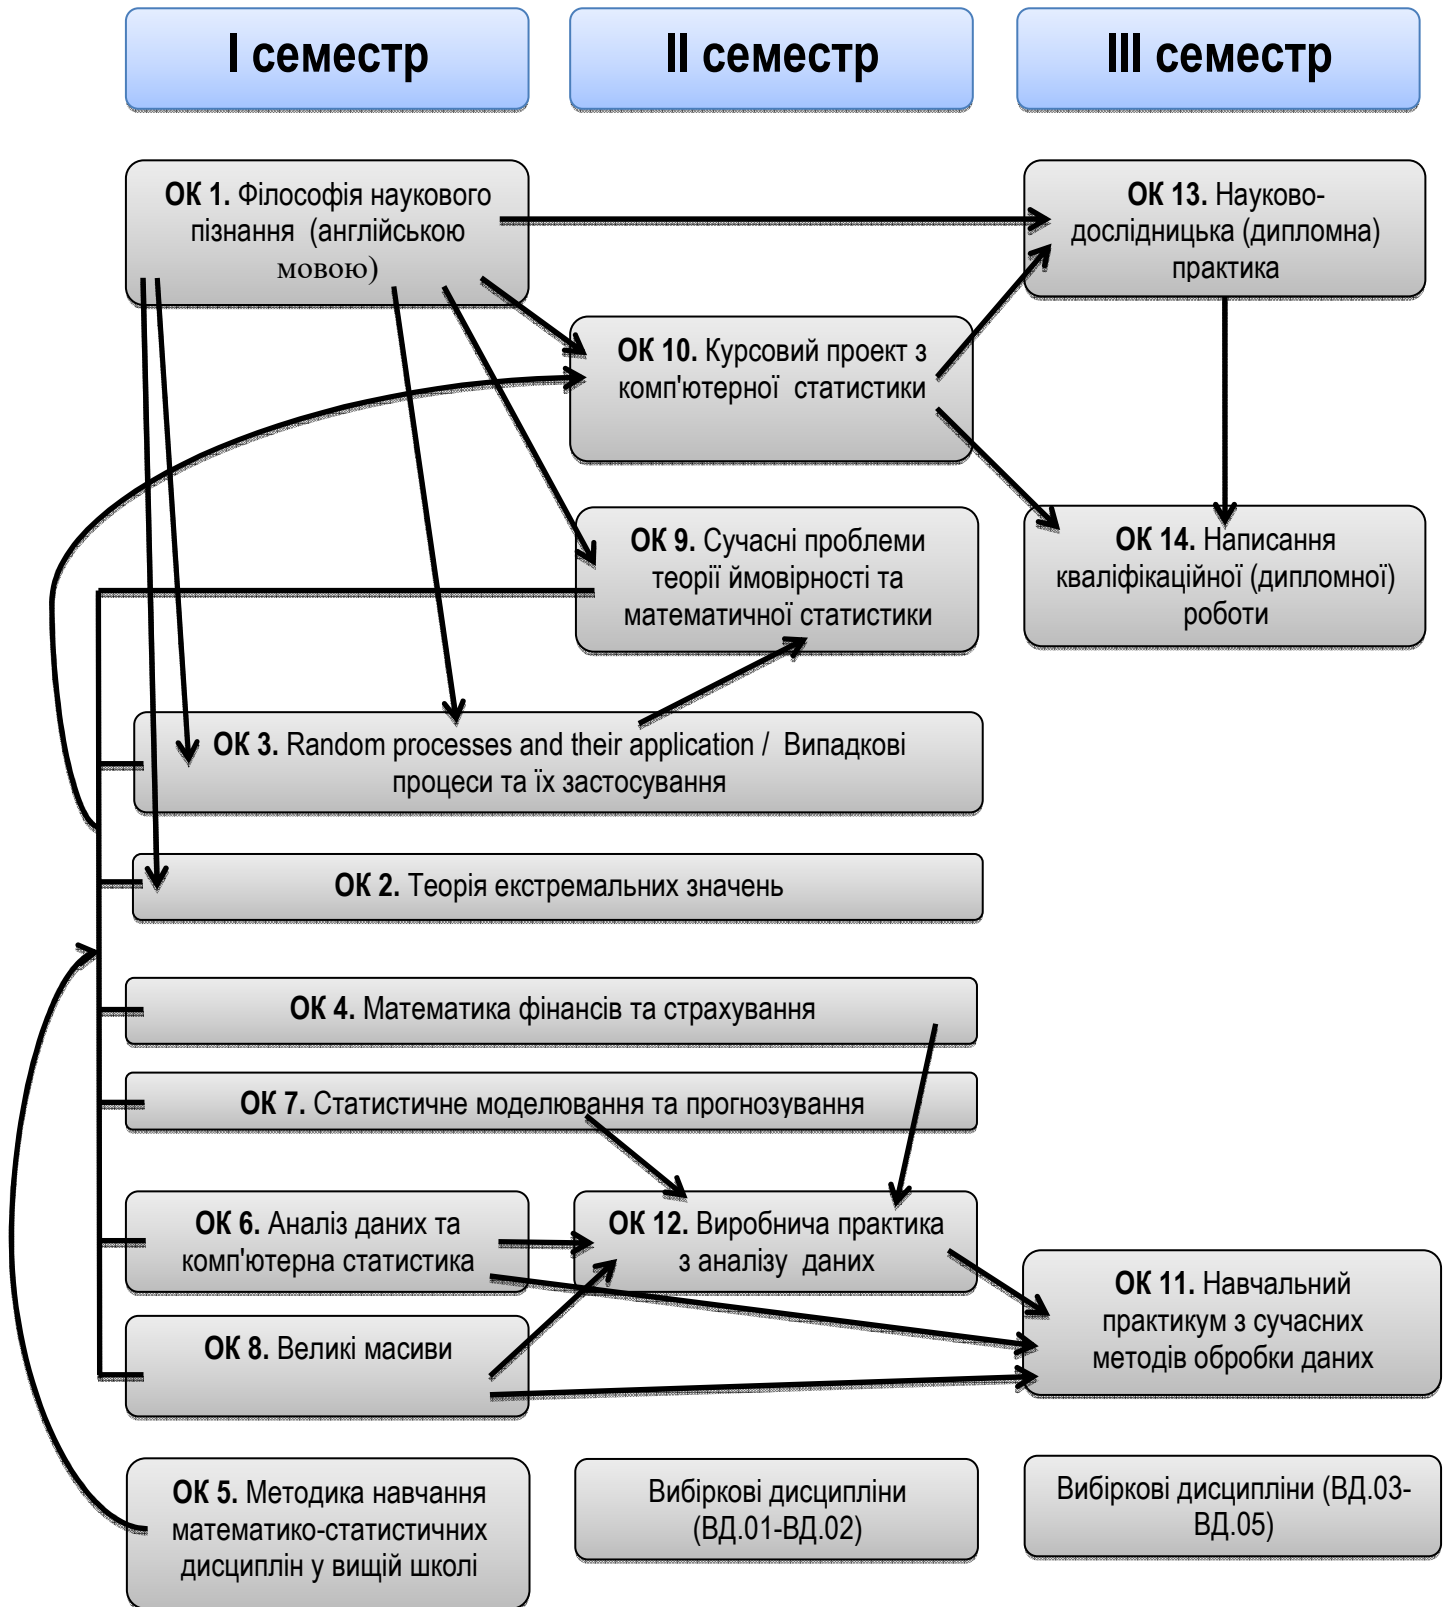 І семестр
ІІ семестр
ІІІ семестр
ОК 1. Філософія наукового
пізнання (англійською
мовою)
ОК 13. Науково-
дослідницька (дипломна)
практика
ОК 10. Курсовий проект з
комп'ютерної статистики
ОК 9. Сучасні проблеми
теорії ймовірності та
математичної статистики
ОК 14. Написання
кваліфікаційної (дипломної)
роботи
ОК 3. Random processes and their application / Випадкові
процеси та їх застосування
ОК 2. Теорія екстремальних значень
ОК 4. Математика фінансів та страхування
ОК 7. Статистичне моделювання та прогнозування
ОК 6. Аналіз даних та
комп'ютерна статистика
ОК 12. Виробнича практика
з аналізу даних
ОК 11. Навчальний
практикум з сучасних
методів обробки даних
ОК 8. Великі масиви
ОК 5. Методика навчання
математико-статистичних
дисциплін у вищій школі
Вибіркові дисципліни
(ВД.01-ВД.02)
Вибіркові дисципліни (ВД.03-
ВД.05)